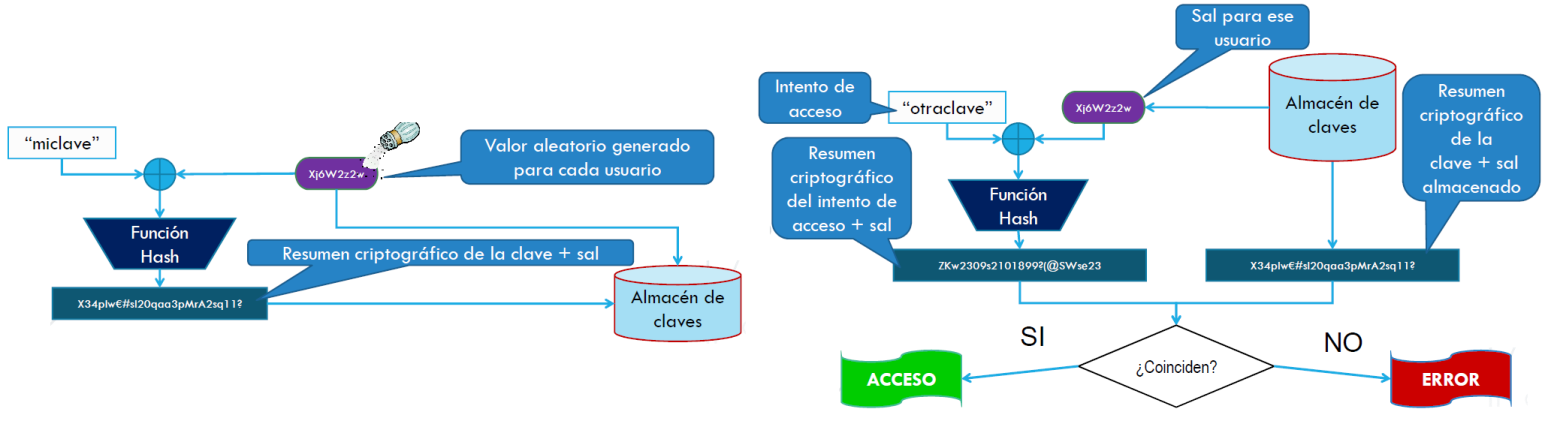 “miclave”
Xj6W2z2w
Valor aleatorio generado
para cada usuario
Función
Hash
Resumen criptográfico de la clave + sal
X34plw€#sl20qaa3pMrA2sq11?
Almacén de
claves
Sal para ese
usuario
Intento de
acceso
“otraclave”
Xj6W2z2w
Almacén de
claves
Resumen
criptográfico
de la
clave + sal
almacenado
Resumen
criptográfico
del intento de
acceso + sal
Función
Hash
ZKw2309s2101899?(@SWse23
X34plw€#sl20qaa3pMrA2sq11?
SI
¿Coinciden?
NO
ACCESO
ERROR